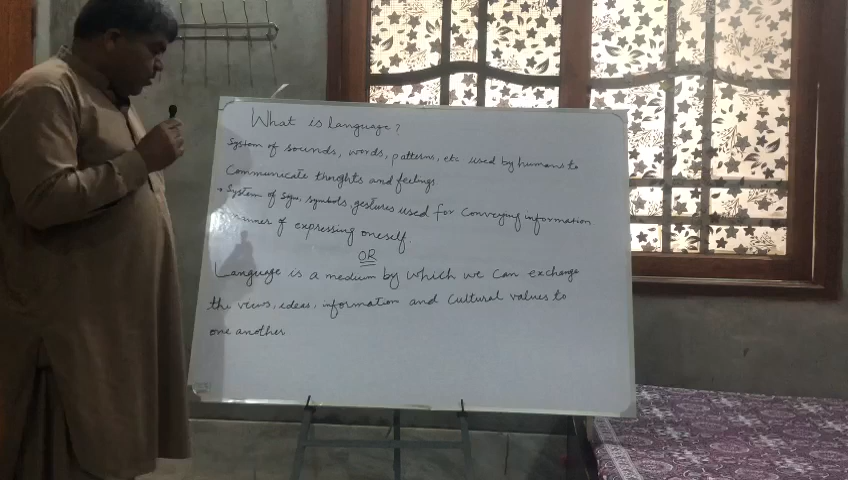 What is Language?
System of sounds, words, patterns, etc used by humans to
Communicate thoghts and feelings
System of Sign, symbols, gestures used for Conveying information
manner of expressing oneself.
OR
Language is a medium by which we can exchange
the views, ideas, information and Cultural values to
one another